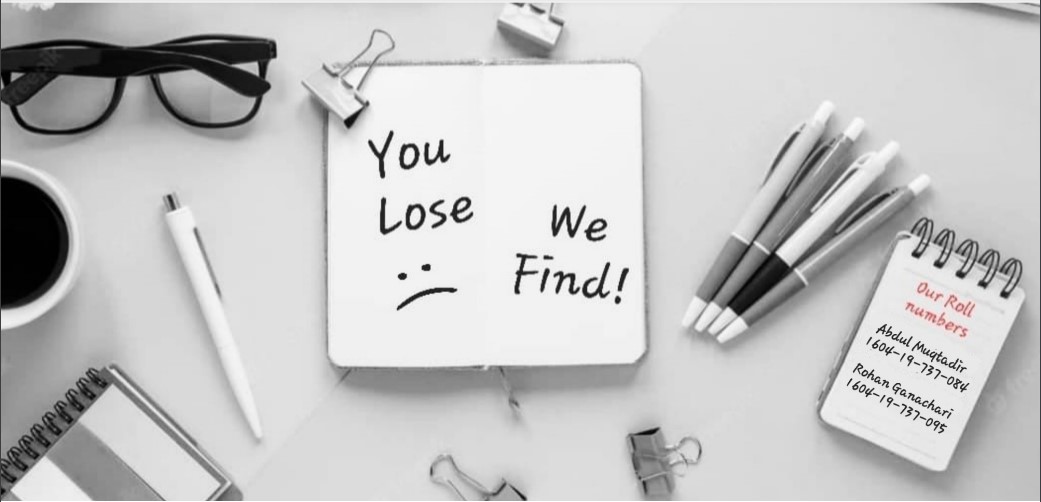 You
Lose
We
Find!
Our Roll
numbers
Abdul Muqtadir
1604-19-737-084
Rohan Ganachari
1604-19-737-095